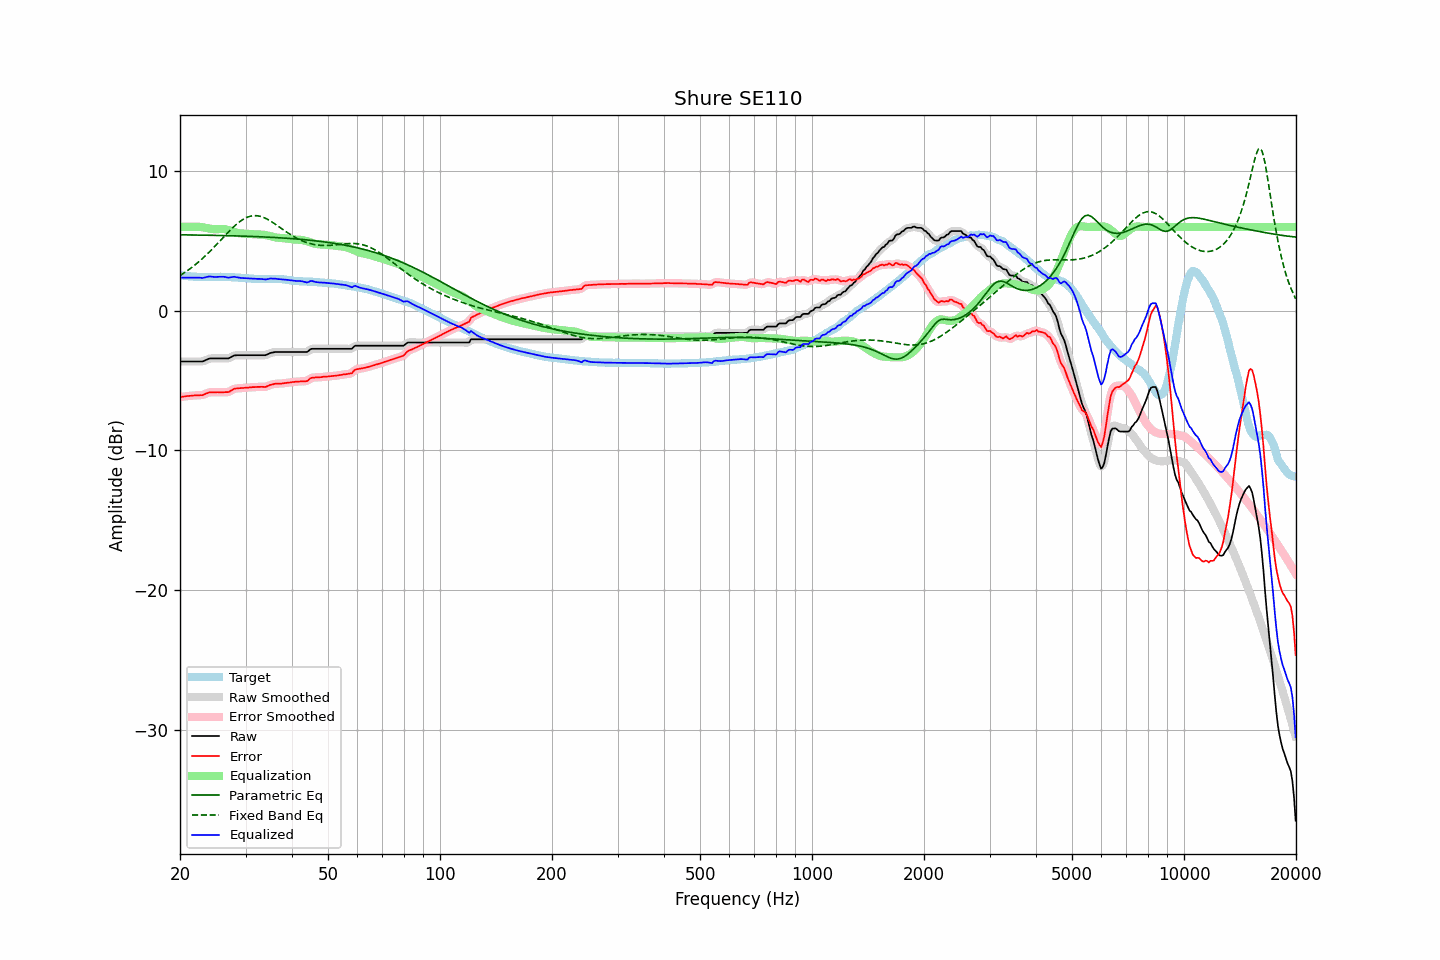 Shure SE110
Amplitude (dBr)
10
0
−10
−20
−30
Target
Raw Smoothed
Error Smoothed
Raw
Error
Equalization
Parametric Eq
Fixed Band Eq
Equalized
20 50 100 200 500 1000 2000 5000 10000 20000
Frequency (Hz)